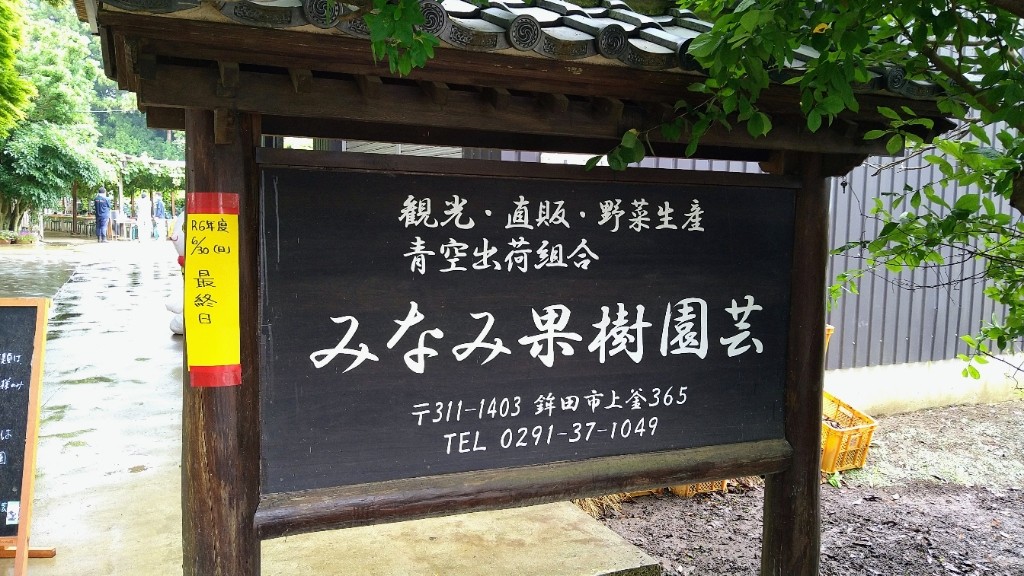 観光・直販・野菜生産
青空出荷組合
みなみ果樹園芸
〒311-1403 鉾田市上釜365
TEL 0291-37-1049
R6年度
6/30(日)
最終日